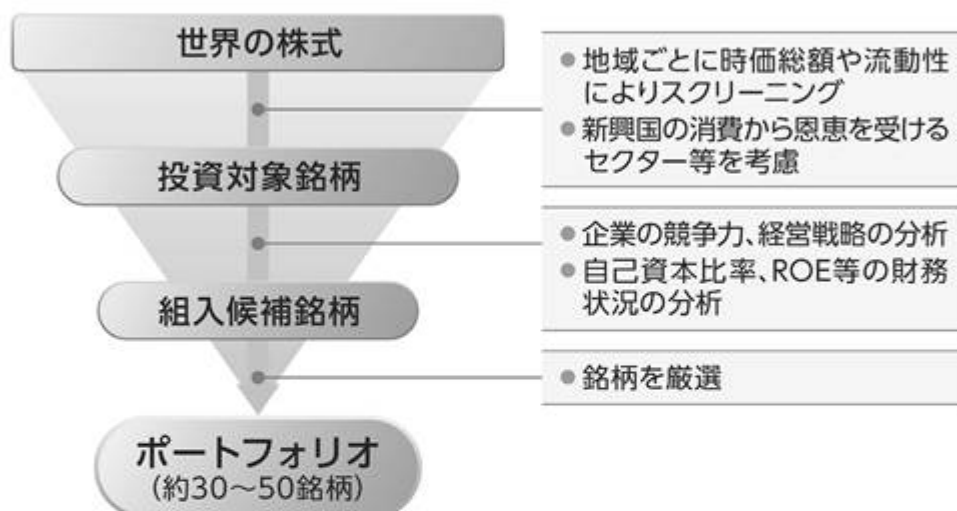 世界の株式
●地域ごとに時価総額や流動性
によりスクリーニング
●新興国の消費から恩恵を受ける
セクター等を考慮
投資対象銘柄
●企業の競争力、経営戦略の分析
●自己資本比率、ROE等の財務
状況の分析
組入候補銘柄
●銘柄を厳選
ポートフォリオ
(約30～50銘柄)